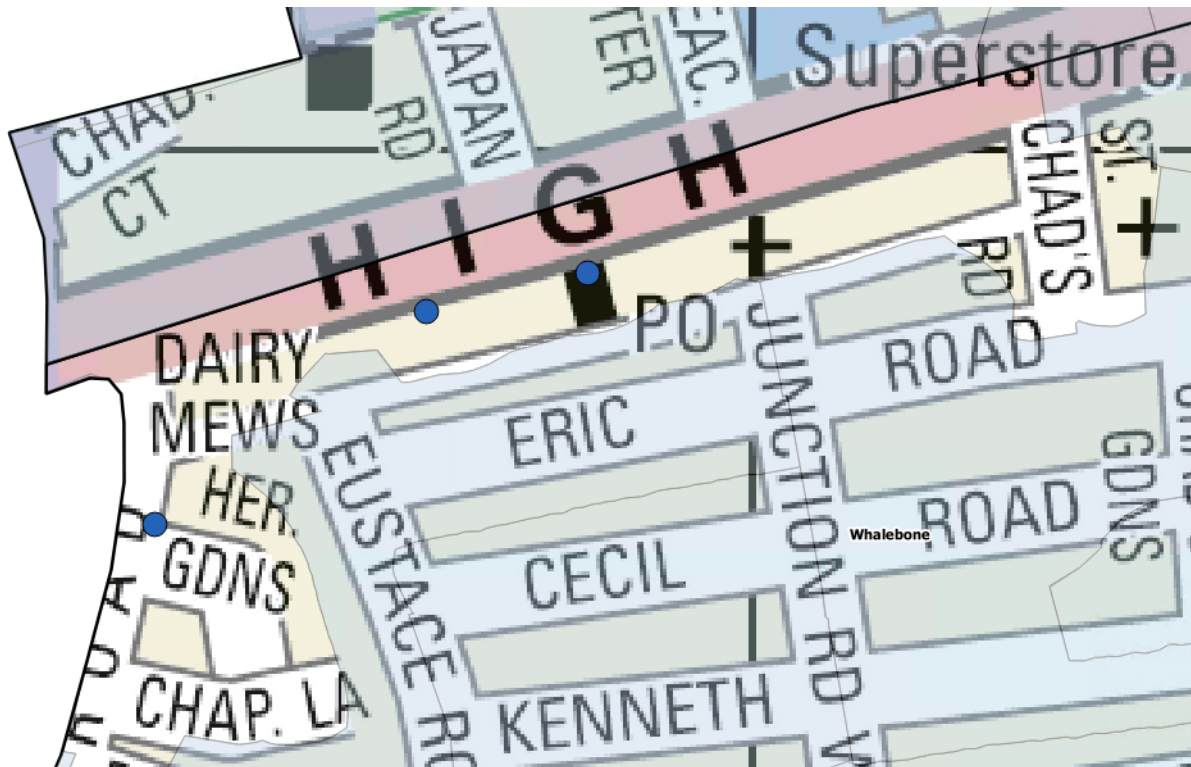 Superstore
JAPAN
RD
TER
EAC.
CHAD.
CT
HIGH
ST.
CHAD'S
RD
DAIRY
MEWS
PO
HER.
GDNS
CHAP. LA
EUSTACE
ERIC
ROAD
CECIL
ROAD
KENNETH
JUNCTION RD
GDNS
Whalebone